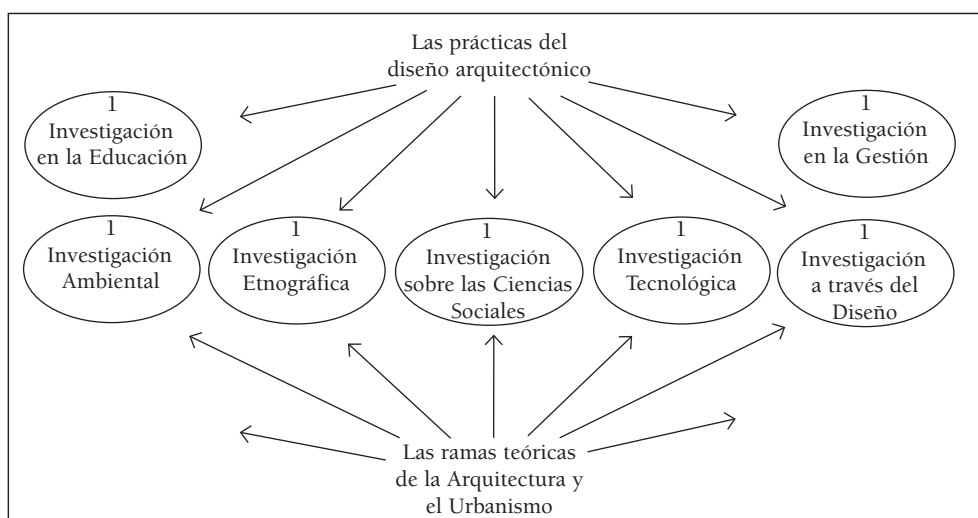 Las prácticas del
diseño arquitectónico
1
Investigación
en la Educación
1
Investigación
en la Gestión
1
Investigación
Ambiental
1
Investigación
Etnográfica
1
Investigación
sobre las Ciencias
Sociales
1
Investigación
Tecnológica
1
Investigación
a través del
Diseño
Las ramas teóricas
de la Arquitectura y
el Urbanismo